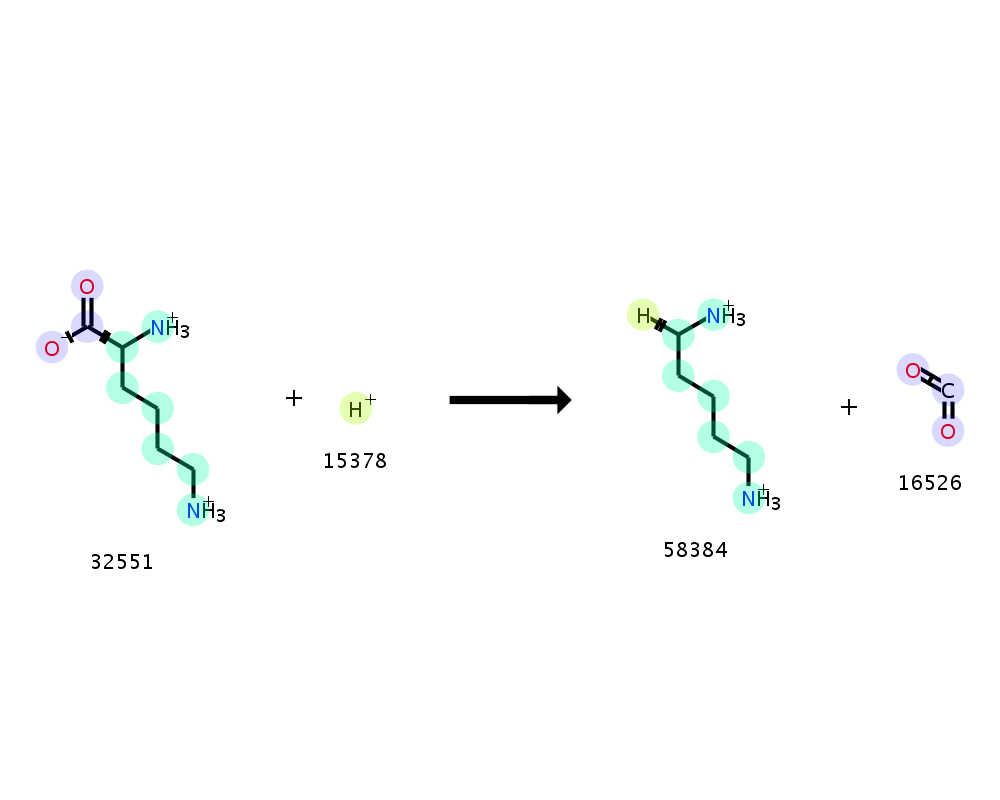 O
O-
NH3+
NH3+
32551
+
H+
15378
H
NH3+
NH3+
58384
+
O
C
O
16526